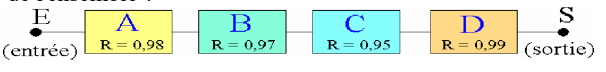 de l'ensemble ?
E A B C D S
(entrée) R = 0,98 R = 0,97 R = 0,95 R = 0,99 (sortie)